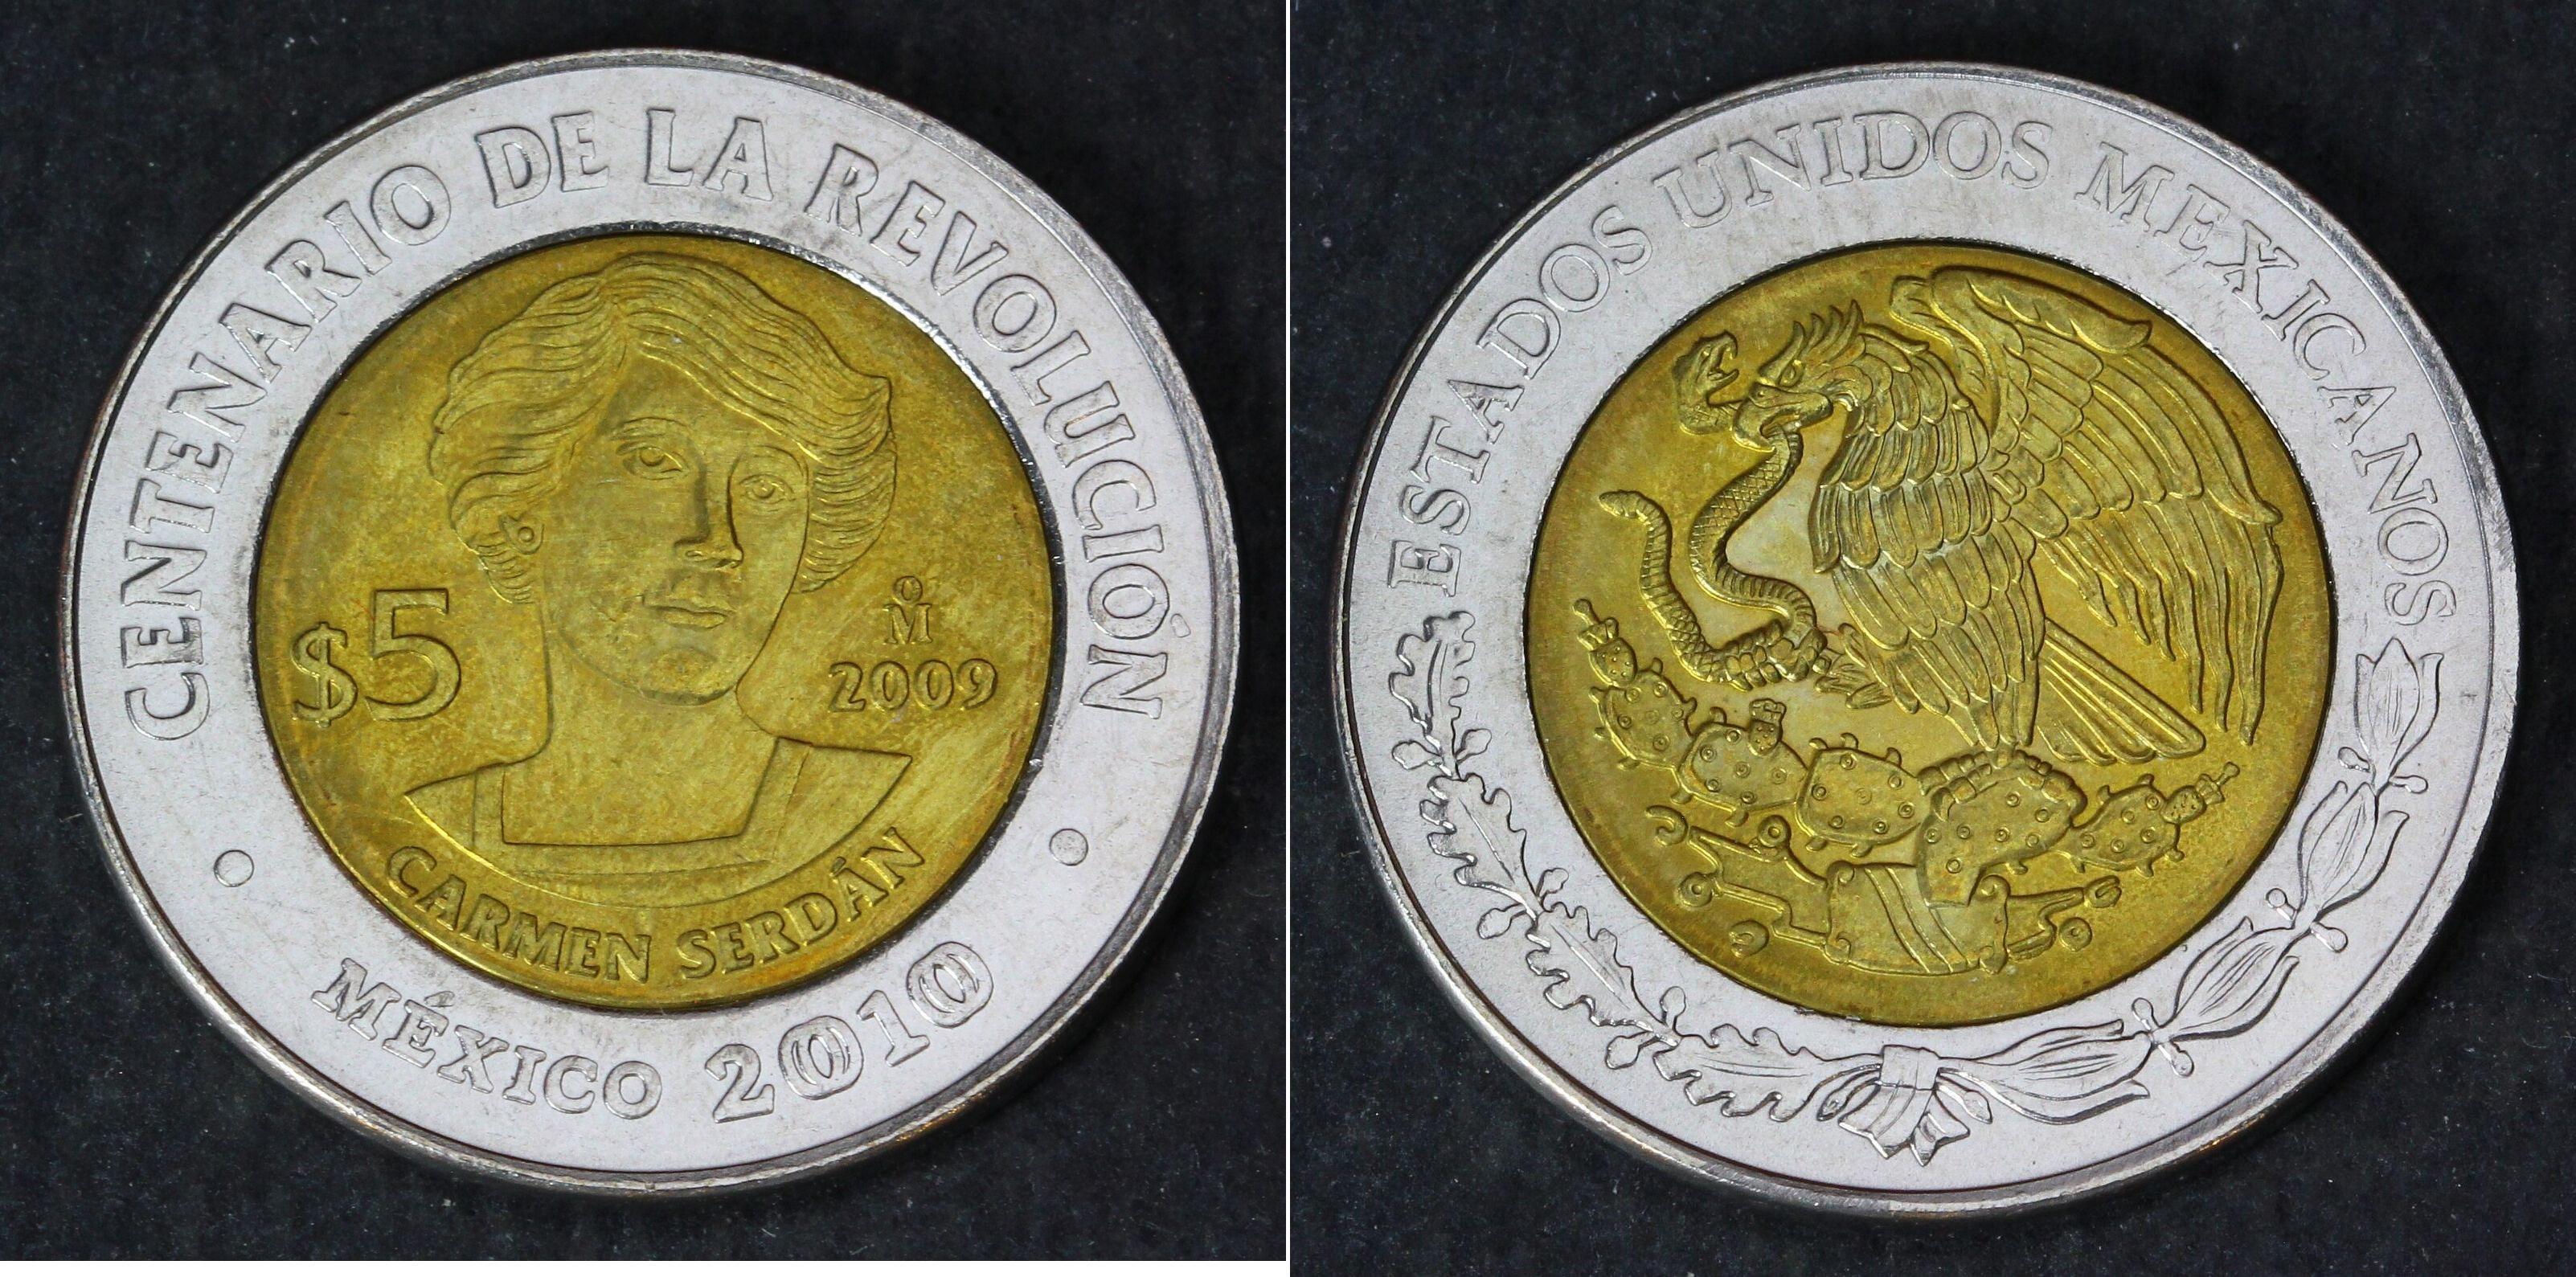 CENTENARIO DE LA REVOLUCIÓN
$5
M̊
2009
CARMEN SERDÁN
MÉXICO 2010
ESTADOS UNIDOS MEXICANOS